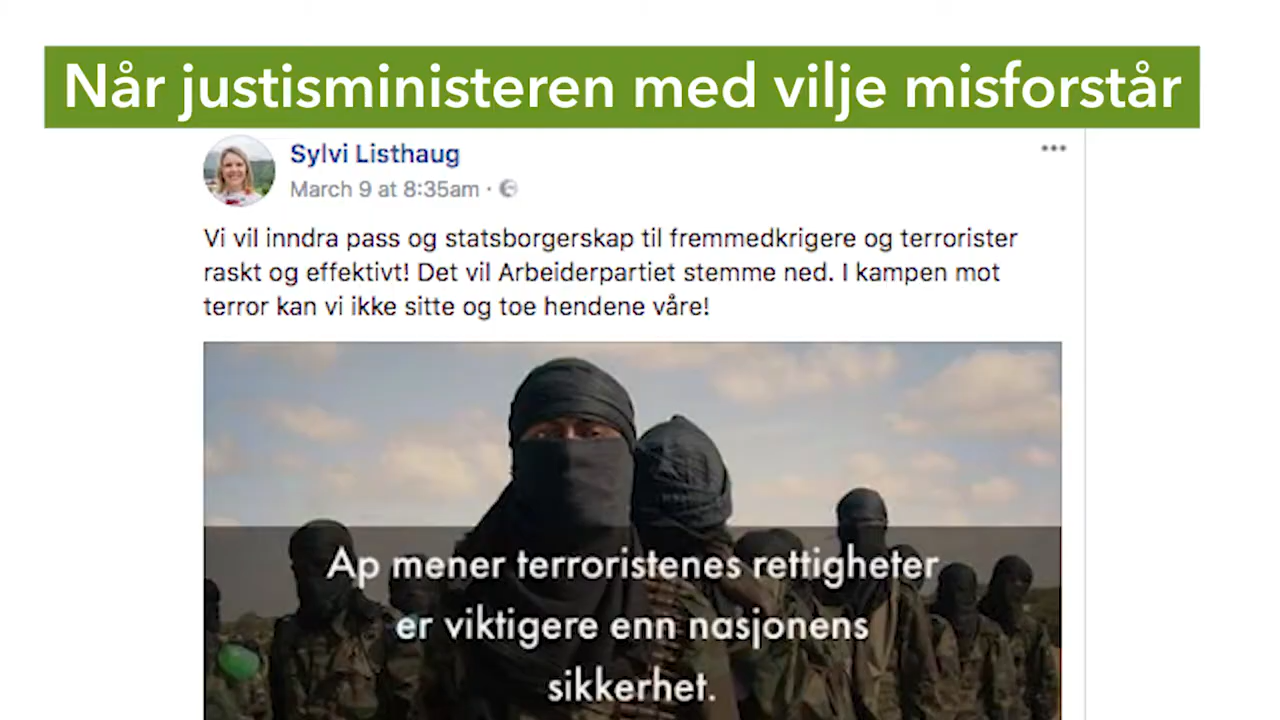 Når justisministeren med vilje misforstår
Sylvi Listhaug
March 9 at 8:35am ·
Vi vil inndra pass og statsborgerskap til fremmedkrigere og terrorister
raskt og effektivt! Det vil Arbeiderpartiet stemme ned. I kampen mot
terror kan vi ikke sitte og toe hendene våre!
Ap mener terroristenes rettigheter
er viktigere enn nasjonens
sikkerhet.